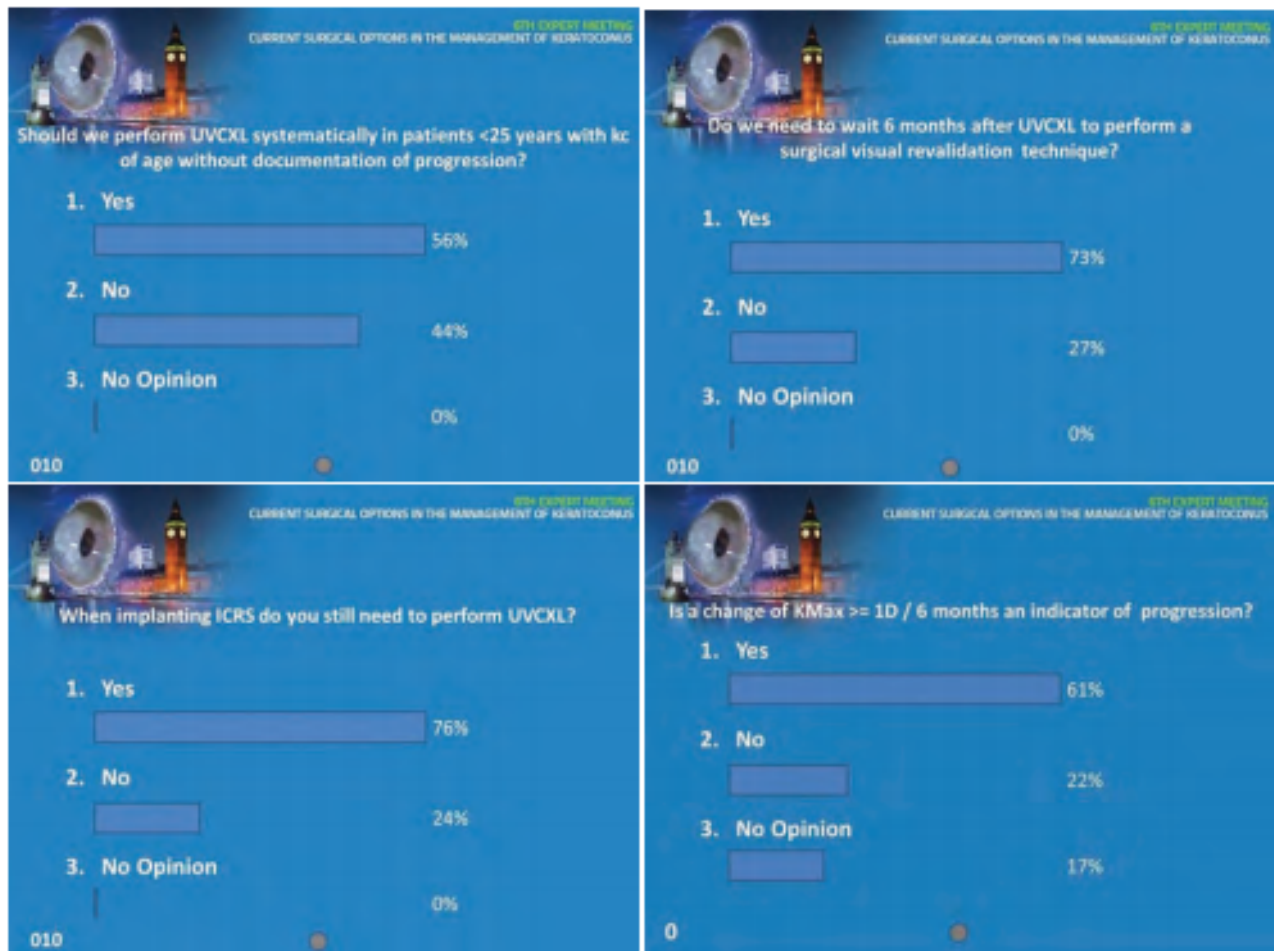 6TH EXPERT MEETING
CURRENT SURGICAL OPTIONS IN THE MANAGEMENT OF KERATOCONUS
Should we perform UVCXL systematically in patients <25 years with kc
of age without documentation of progression?
1. Yes
56%
2. No
44%
3. No Opinion
0%
010
6TH EXPERT MEETING
CURRENT SURGICAL OPTIONS IN THE MANAGEMENT OF KERATOCONUS
Do we need to wait 6 months after UVCXL to perform a
surgical visual revalidation technique?
1. Yes
73%
2. No
27%
3. No Opinion
0%
010
6TH EXPERT MEETING
CURRENT SURGICAL OPTIONS IN THE MANAGEMENT OF KERATOCONUS
When implanting ICRS do you still need to perform UVCXL?
1. Yes
76%
2. No
24%
3. No Opinion
0%
010
6TH EXPERT MEETING
CURRENT SURGICAL OPTIONS IN THE MANAGEMENT OF KERATOCONUS
Is a change of KMax >= 1D / 6 months an indicator of progression?
1. Yes
61%
2. No
22%
3. No Opinion
17%
0